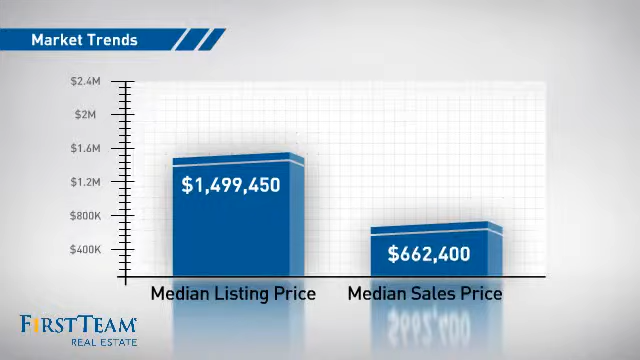 Market Trends
$2.4M
$2M
$1.6M
$1.2M
$800K
$400K
$1,499,450
$662,400
Median Listing Price
Median Sales Price
FIRSTTEAM®
REAL ESTATE